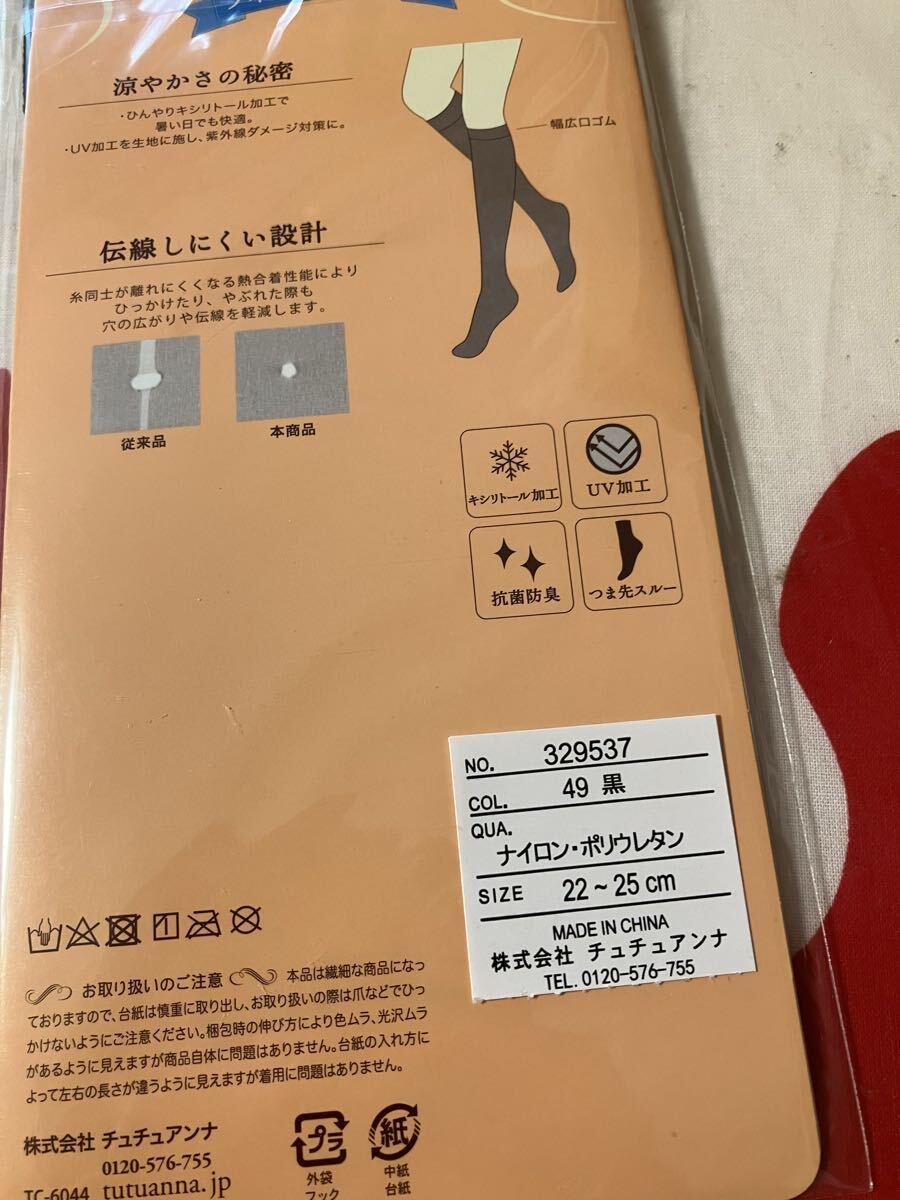 涼やかさの秘密
・ひんやりキシリトール加工で
暑い日でも快適。
・UV加工を生地に施し、紫外線ダメージ対策に。
幅広口ゴム
伝線しにくい設計
糸同士が離れにくくなる熱合着性能により
ひっかけたり、やぶれた際も
穴の広がりや伝線を軽減します。
従来品
本商品
キシリトール加工
UV加工
抗菌防臭
つま先スルー
NO. 329537
COL. 49 黒
QUA.
ナイロン・ポリウレタン
SIZE 22~25cm
MADE IN CHINA
株式会社 チュチュアンナ
TEL. 0120-576-755
お取り扱いのご注意 本品は繊細な商品になっ
ておりますので、台紙は慎重に取り出し、お取り扱いの際は爪などでひっ
かけないようにご注意ください。梱包時の伸び方により色ムラ、光沢ムラ
があるように見えますが商品自体に問題はありません。台紙の入れ方に
よって左右の長さが違うように見えますが着用に問題はありません。
株式会社 チュチュアンナ
0120-576-755
TC-6044 tutuanna.jp
プラ
外袋
フック
紙
中紙
台紙